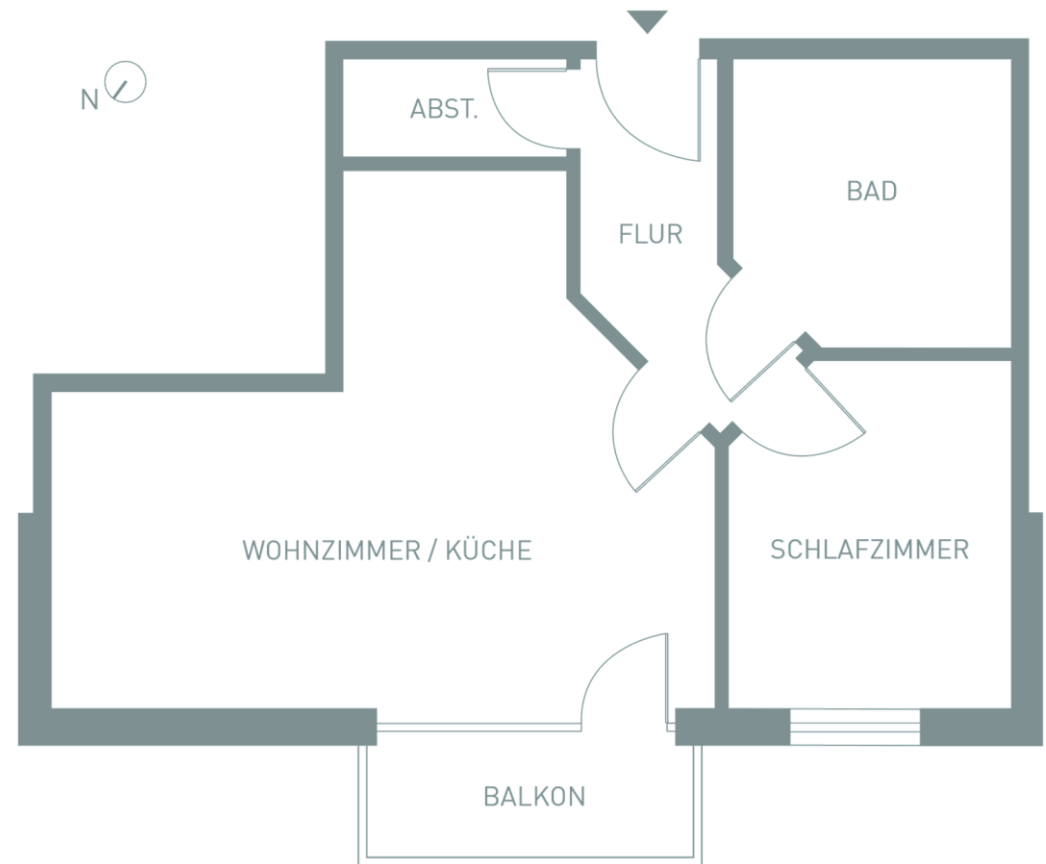 N
ABST.
BAD
FLUR
WOHNZIMMER / KÜCHE
SCHLAFZIMMER
BALKON